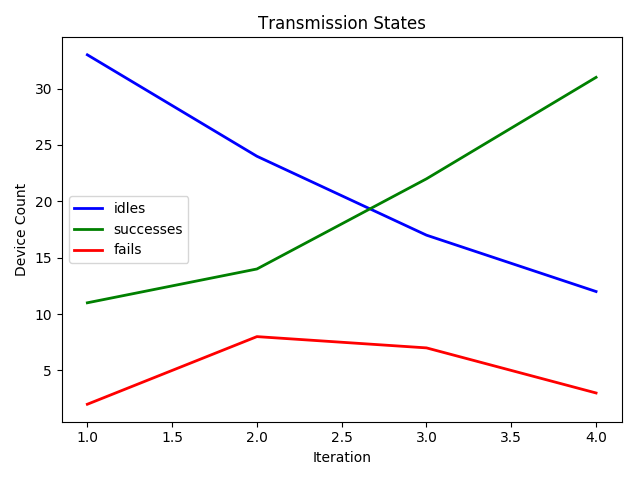 Transmission States
Device Count
30
25
20
15
10
5
idles
successes
fails
1.0 1.5 2.0 2.5 3.0 3.5 4.0
Iteration